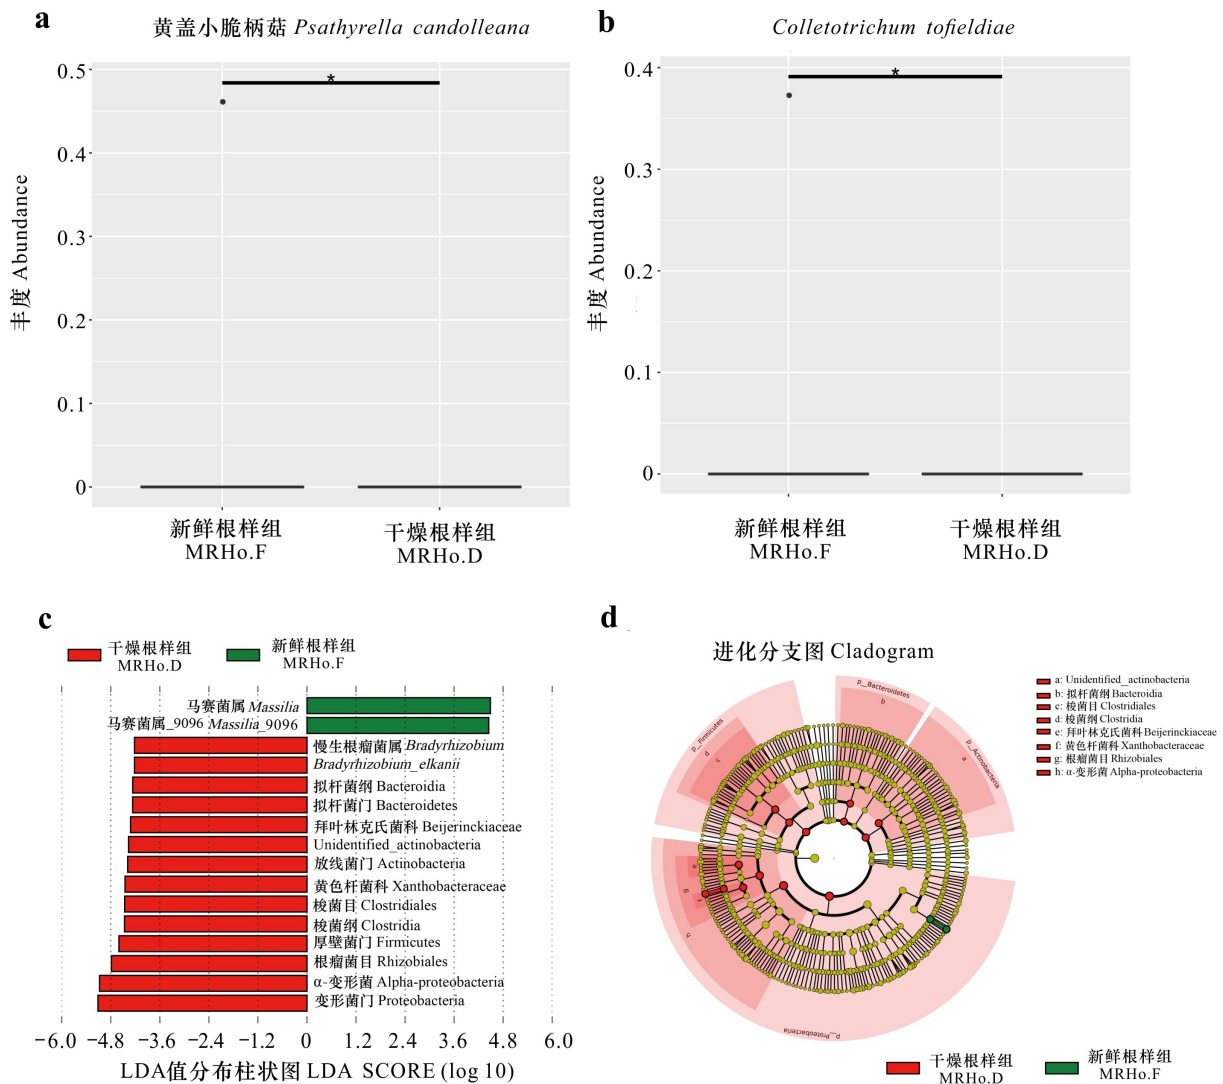 a
黄盖小脆柄菇 Psathyrella candolleana
0.5
0.4
0.3
0.2
0.1
0
*
丰度 Abundance
新鲜根样组
MRHo.F
干燥根样组
MRHo.D
b
Colletotrichum tofieldiae
0.4
0.3
0.2
0.1
0
*
丰度 Abundance
新鲜根样组
MRHo.F
干燥根样组
MRHo.D
c
干燥根样组
MRHo.D
新鲜根样组
MRHo.F
马赛菌属 Massilia
马赛菌属_9096 Massilia_9096
慢生根瘤菌属 Bradyrhizobium
Bradyrhizobium_elkanii
拟杆菌纲 Bacteroidia
拟杆菌门 Bacteroidetes
拜叶林克氏菌科 Beijerinckiaceae
Unidentified_actinobacteria
放线菌门 Actinobacteria
黄色杆菌科 Xanthobacteraceae
梭菌目 Clostridiales
梭菌纲 Clostridia
厚壁菌门 Firmicutes
根瘤菌目 Rhizobiales
α-变形菌 Alpha-proteobacteria
变形菌门 Proteobacteria
−6.0 −4.8 −3.6 −2.4 −1.2 0 1.2 2.4 3.6 4.8 6.0
LDA值分布柱状图 LDA SCORE (log 10)
d
进化分支图 Cladogram
p__Bacteroidetes
b
p__Actinobacteria
a
p__Firmicutes
d
c
e
f
g
h
p__Proteobacteria
a: Unidentified_actinobacteria
b: 拟杆菌纲 Bacteroidia
c: 梭菌目 Clostridiales
d: 梭菌纲 Clostridia
e: 拜叶林克氏菌科 Beijerinckiaceae
f: 黄色杆菌科 Xanthobacteraceae
g: 根瘤菌目 Rhizobiales
h: α-变形菌 Alpha-proteobacteria
干燥根样组
MRHo.D
新鲜根样组
MRHo.F